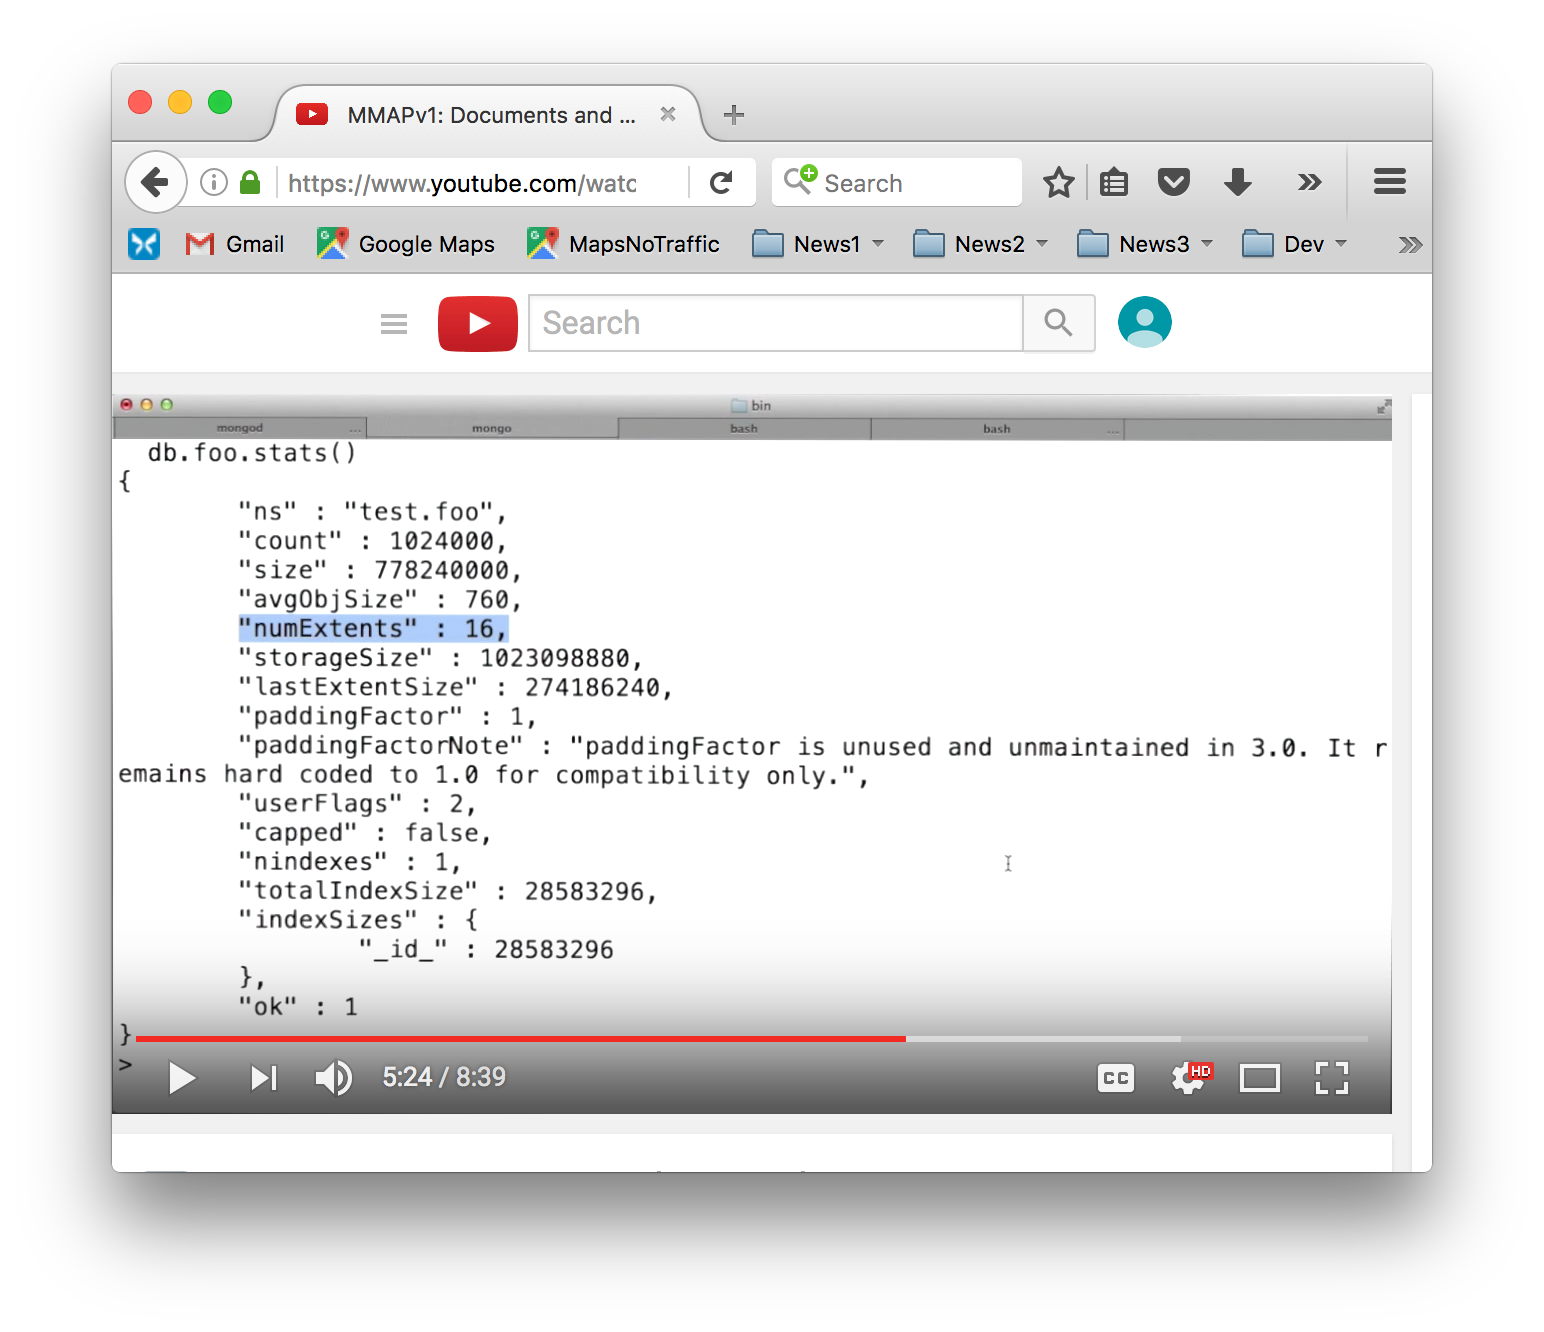 MMAPv1: Documents and ...
https://www.youtube.com/watc
Search
Gmail
Google Maps
MapsNoTraffic
News1
News2
News3
Dev
Search
bin
mongod ...
mongo
bash
bash ...
db.foo.stats()
{
"ns" : "test.foo",
"count" : 1024000,
"size" : 778240000,
"avgObjSize" : 760,
"numExtents" : 16,
"storageSize" : 1023098880,
"lastExtentSize" : 274186240,
"paddingFactor" : 1,
"paddingFactorNote" : "paddingFactor is unused and unmaintained in 3.0. It r
emains hard coded to 1.0 for compatibility only.",
"userFlags" : 2,
"capped" : false,
"nindexes" : 1,
"totalIndexSize" : 28583296,
"indexSizes" : {
"_id_" : 28583296
},
"ok" : 1
}
>
5:24 / 8:39
CC
HD